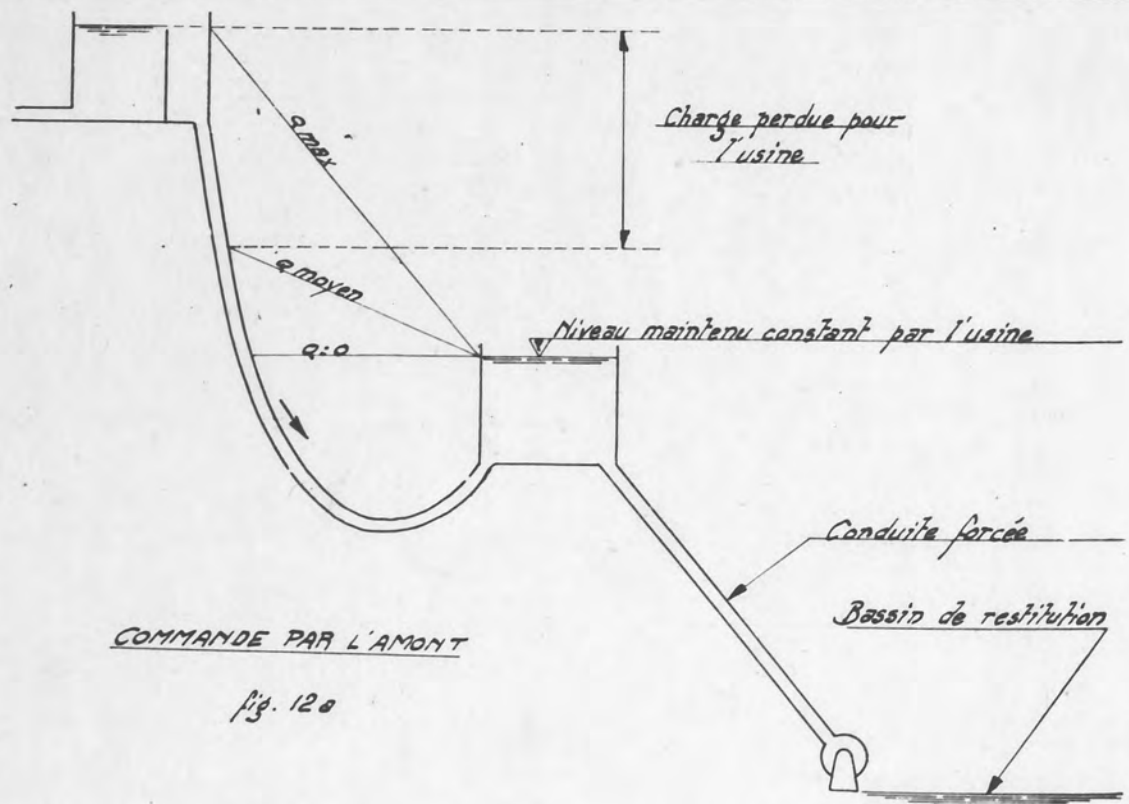 Charge perdue pour
l'usine
Q max
Q moyen
Niveau maintenu constant par l'usine
Q=0
Conduite forcée
Bassin de restitution
COMMANDE PAR L'AMONT
fig. 12a